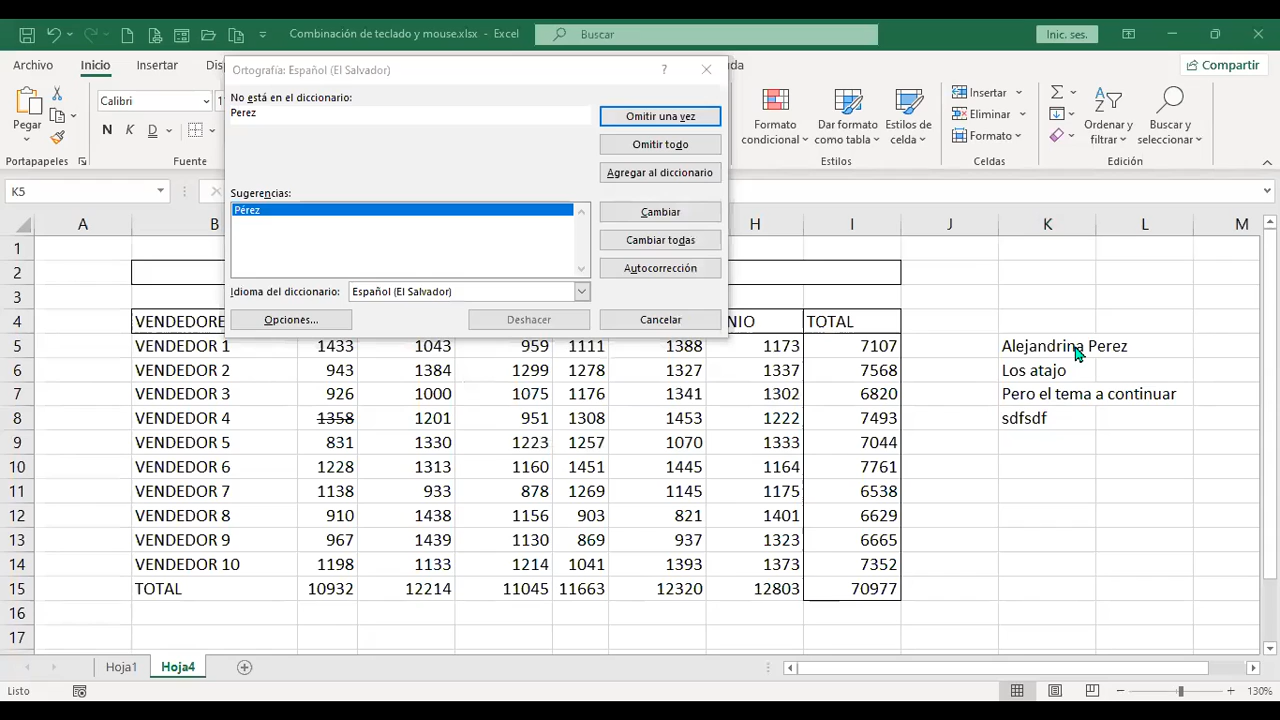 Combinación de teclado y mouse.xlsx - Excel
Buscar
Inic. ses.
Archivo
Inicio
Insertar
Compartir
Ortografía: Español (El Salvador)
?
No está en el diccionario:
Perez
Omitir una vez
Omitir todo
Agregar al diccionario
Sugerencias:
Pérez
Cambiar
Cambiar todas
Autocorrección
Idioma del diccionario: Español (El Salvador)
Opciones...
Deshacer
Cancelar
Pegar
Portapapeles
Calibri
N K D
Fuente
Formato condicional
Dar formato como tabla
Estilos de celda
Estilos
Insertar
Eliminar
Formato
Celdas
Ordenar y filtrar
Buscar y seleccionar
Edición
K5
A B H I J K L M
1
2
3
4 TOTAL
5 VENDEDOR 1 1433 1043 959 1111 1388 1173 7107 Alejandrina Perez
6 VENDEDOR 2 943 1384 1299 1278 1327 1337 7568 Los atajo
7 VENDEDOR 3 926 1000 1075 1176 1341 1302 6820 Pero el tema a continuar
8 VENDEDOR 4 1358 1201 951 1308 1453 1222 7493 sdfsdf
9 VENDEDOR 5 831 1330 1223 1257 1070 1333 7044
10 VENDEDOR 6 1228 1313 1160 1451 1445 1164 7761
11 VENDEDOR 7 1138 933 878 1269 1145 1175 6538
12 VENDEDOR 8 910 1438 1156 903 821 1401 6629
13 VENDEDOR 9 967 1439 1130 869 937 1323 6665
14 VENDEDOR 10 1198 1133 1214 1041 1393 1373 7352
15 TOTAL 10932 12214 11045 11663 12320 12803 70977
16
17
Hoja1
Hoja4
Listo
130%